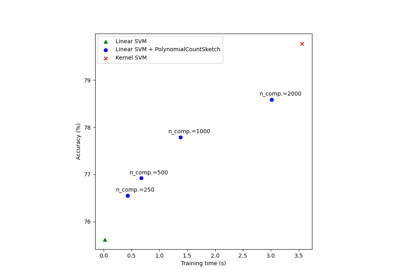 Linear SVM
Linear SVM + PolynomialCountSketch
Kernel SVM
79
n_comp.=2000
78
n_comp.=1000
Accuracy (%)
77
n_comp.=500
n_comp.=250
76
0.0 0.5 1.0 1.5 2.0 2.5 3.0 3.5
Training time (s)